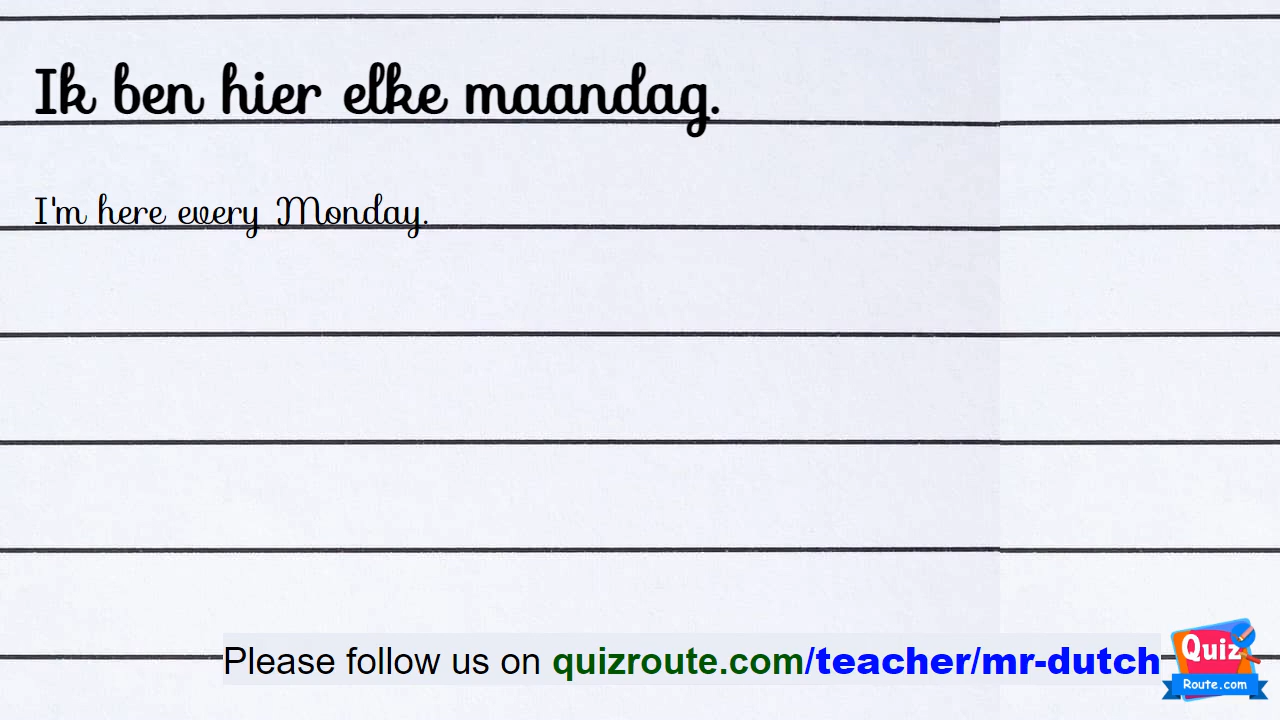 Ik ben hier elke maandag.
I'm here every Monday.
Please follow us on quizroute.com/teacher/mr-dutch
Quiz
Route.com